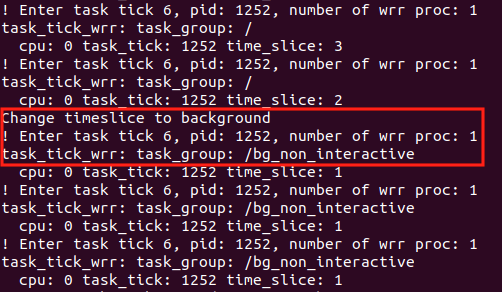 ! Enter task tick 6, pid: 1252, number of wrr proc: 1
task_tick_wrr: task_group: /
cpu: 0 task_tick: 1252 time_slice: 3
! Enter task tick 6, pid: 1252, number of wrr proc: 1
task_tick_wrr: task_group: /
cpu: 0 task_tick: 1252 time_slice: 2
Change timeslice to background
! Enter task tick 6, pid: 1252, number of wrr proc: 1
task_tick_wrr: task_group: /bg_non_interactive
cpu: 0 task_tick: 1252 time_slice: 1
! Enter task tick 6, pid: 1252, number of wrr proc: 1
task_tick_wrr: task_group: /bg_non_interactive
cpu: 0 task_tick: 1252 time_slice: 1
! Enter task tick 6, pid: 1252, number of wrr proc: 1
task_tick_wrr: task_group: /bg_non_interactive
cpu: 0 task_tick: 1252 time_slice: 1